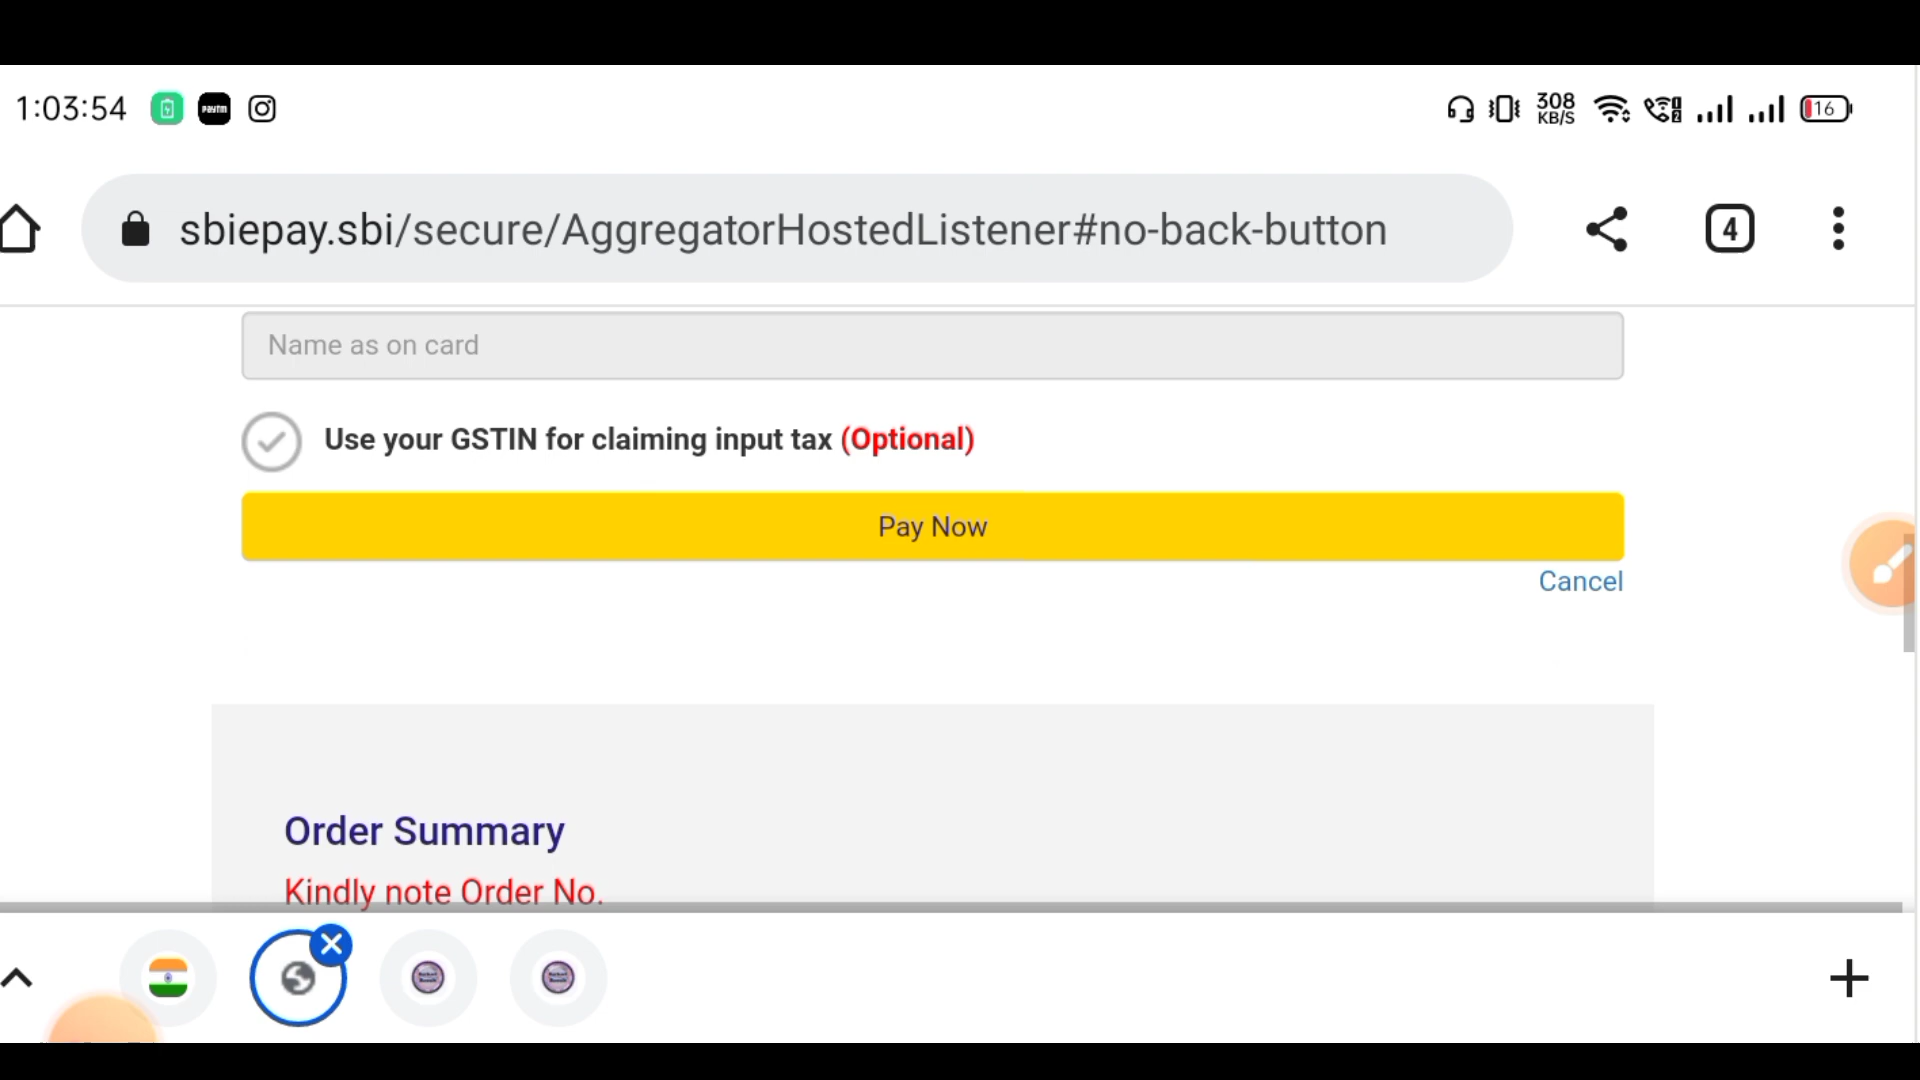 1:03:54 paytm 308 KB/S 16
sbiepay.sbi/secure/AggregatorHostedListener#no-back-button 4
Name as on card
Use your GSTIN for claiming input tax (Optional)
Pay Now
Cancel
Order Summary
Kindly note Order No.